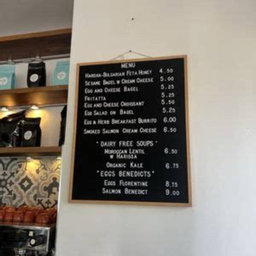 MENU
HARISSA-BULGARIAN FETA HONEY 4.50
SESAME BAGEL W CREAM CHEESE 5.00
EGG AND CHEESE BAGEL 5.25
FRITATTA 5.25
EGG AND CHEESE CROISSANT 5.50
EGG SALAD ON BAGEL 5.25
EGG & HERB BREAKFAST BURRITO 6.00
SMOKED SALMON CREAM CHEESE 6.50
"DAIRY FREE SOUPS"
MOROCCAN LENTIL 6.50
W HARISSA
ORGANIC KALE 6.75
"EGGS BENEDICTS"
EGGS FLORENTINE 8.75
SALMON BENEDICT 9.00